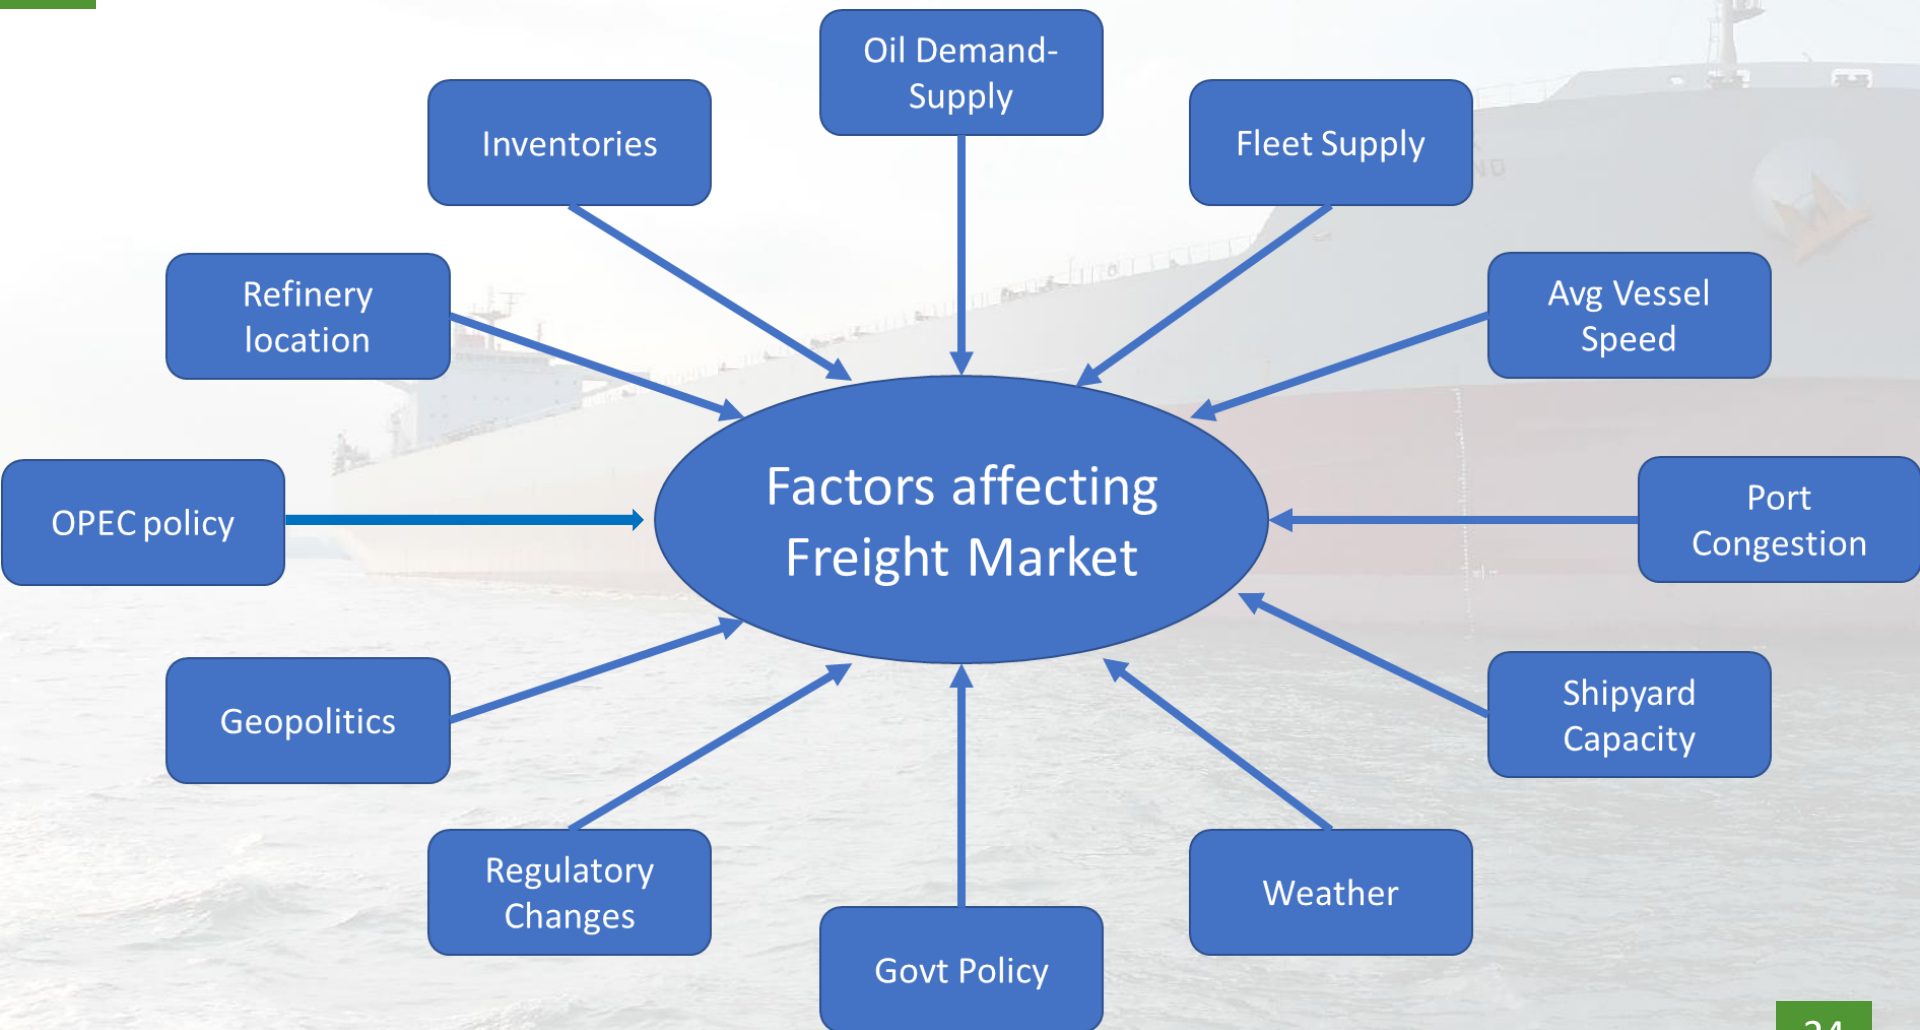 Oil Demand-
Supply
Inventories
Fleet Supply
Refinery
location
Avg Vessel
Speed
Factors affecting
Freight Market
OPEC policy
Port
Congestion
Geopolitics
Shipyard
Capacity
Regulatory
Changes
Weather
Govt Policy
24